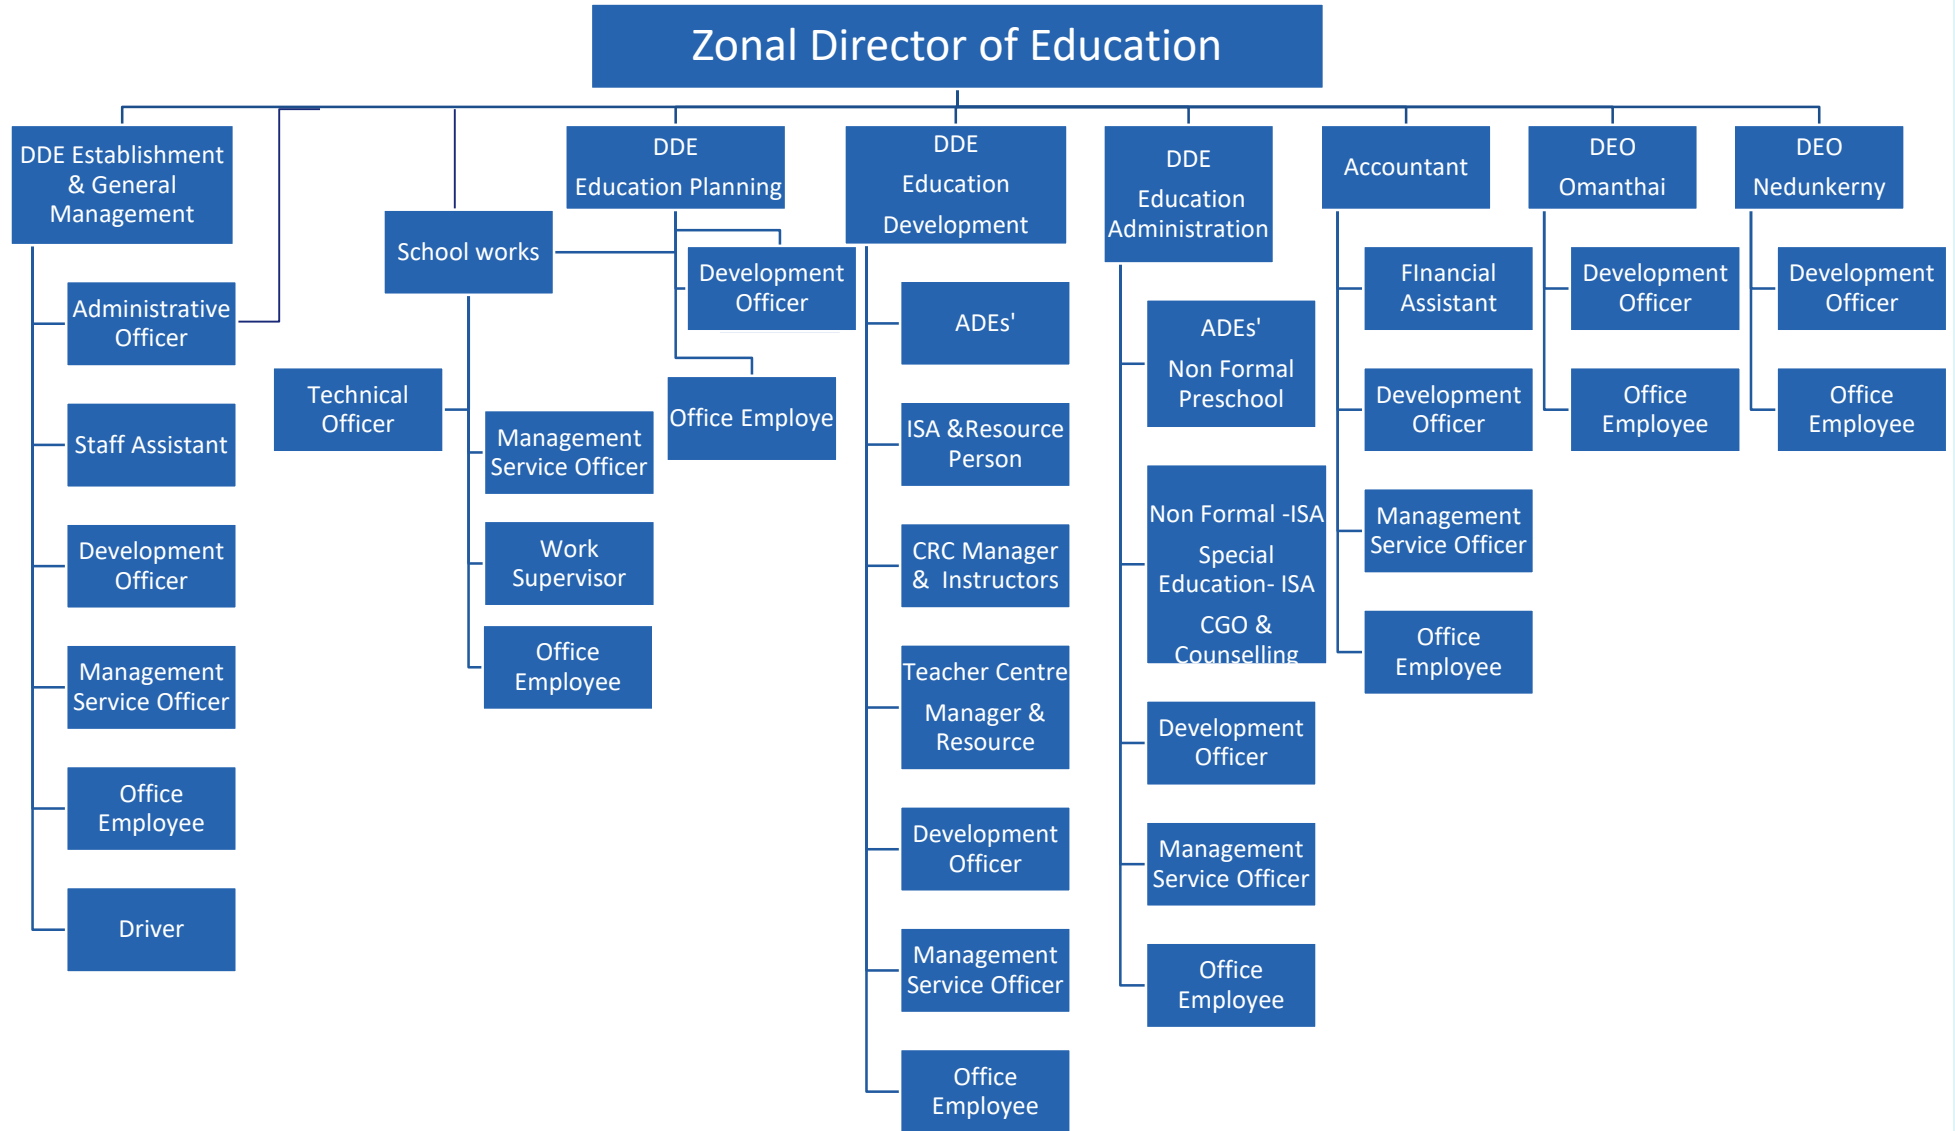 Zonal Director of Education
DDE Establishment
& General
Management
Administrative
Officer
Staff Assistant
Development
Officer
Management
Service Officer
Office
Employee
Driver
School works
Technical
Officer
Management
Service Officer
Work
Supervisor
Office
Employee
DDE
Education Planning
Development
Officer
Office Employe
DDE
Education
Development
ADEs'
ISA &Resource
Person
CRC Manager
& Instructors
Teacher Centre
Manager &
Resource
Development
Officer
Management
Service Officer
Office
Employee
DDE
Education
Administration
ADEs'
Non Formal
Preschool
Non Formal -ISA
Special
Education- ISA
CGO &
Counselling
Development
Officer
Management
Service Officer
Office
Employee
Accountant
FInancial
Assistant
Development
Officer
Management
Service Officer
Office
Employee
DEO
Omanthai
Development
Officer
Office
Employee
DEO
Nedunkerny
Development
Officer
Office
Employee